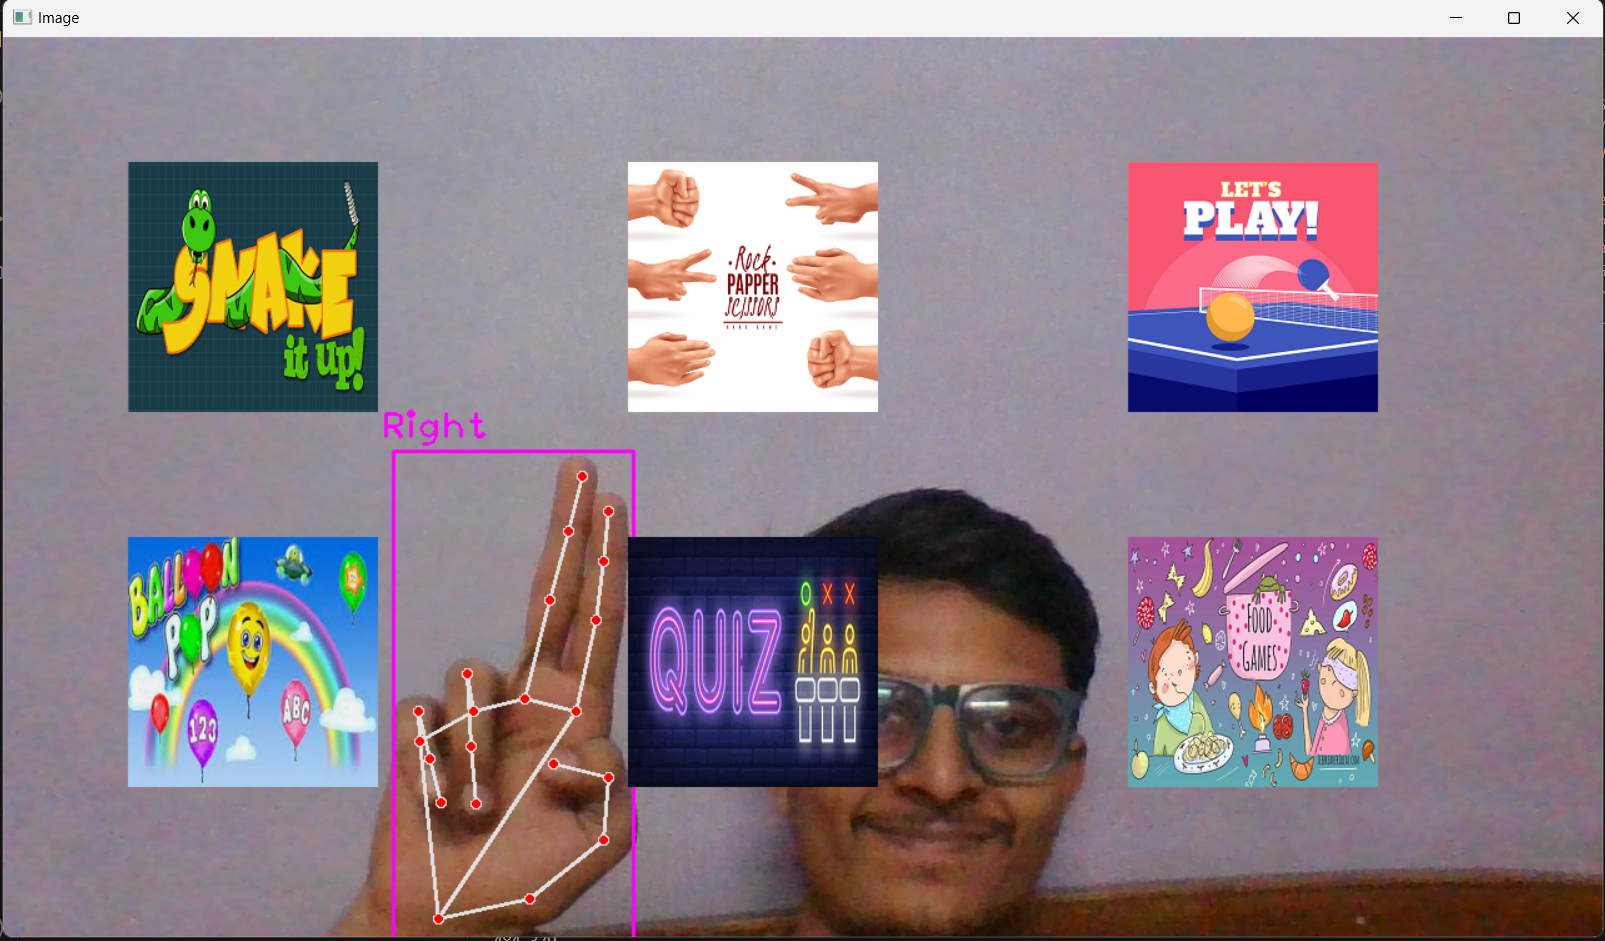 Image
SNAKE
it up!
Rock
PAPPER
SCISSORS
LET'S
PLAY!
Right
BALLOON
POP
123
ABC
QUIZ
FOOD
GAMES